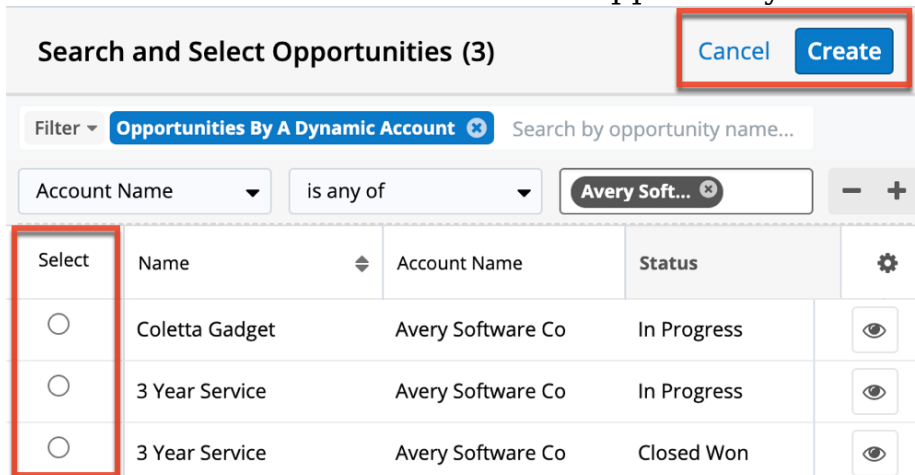 Search and Select Opportunities (3) Cancel Create
Filter Opportunities By A Dynamic Account Search by opportunity name...
Account Name is any of Avery Soft...
Select Name Account Name Status
Coletta Gadget Avery Software Co In Progress
3 Year Service Avery Software Co In Progress
3 Year Service Avery Software Co Closed Won